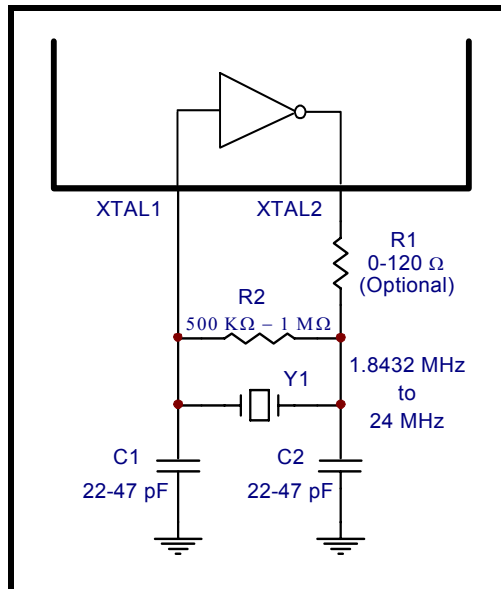 XTAL1
XTAL2
R1
0-120 Ω
(Optional)
R2
500 KΩ – 1 MΩ
Y1
1.8432 MHz
to
24 MHz
C1
22-47 pF
C2
22-47 pF